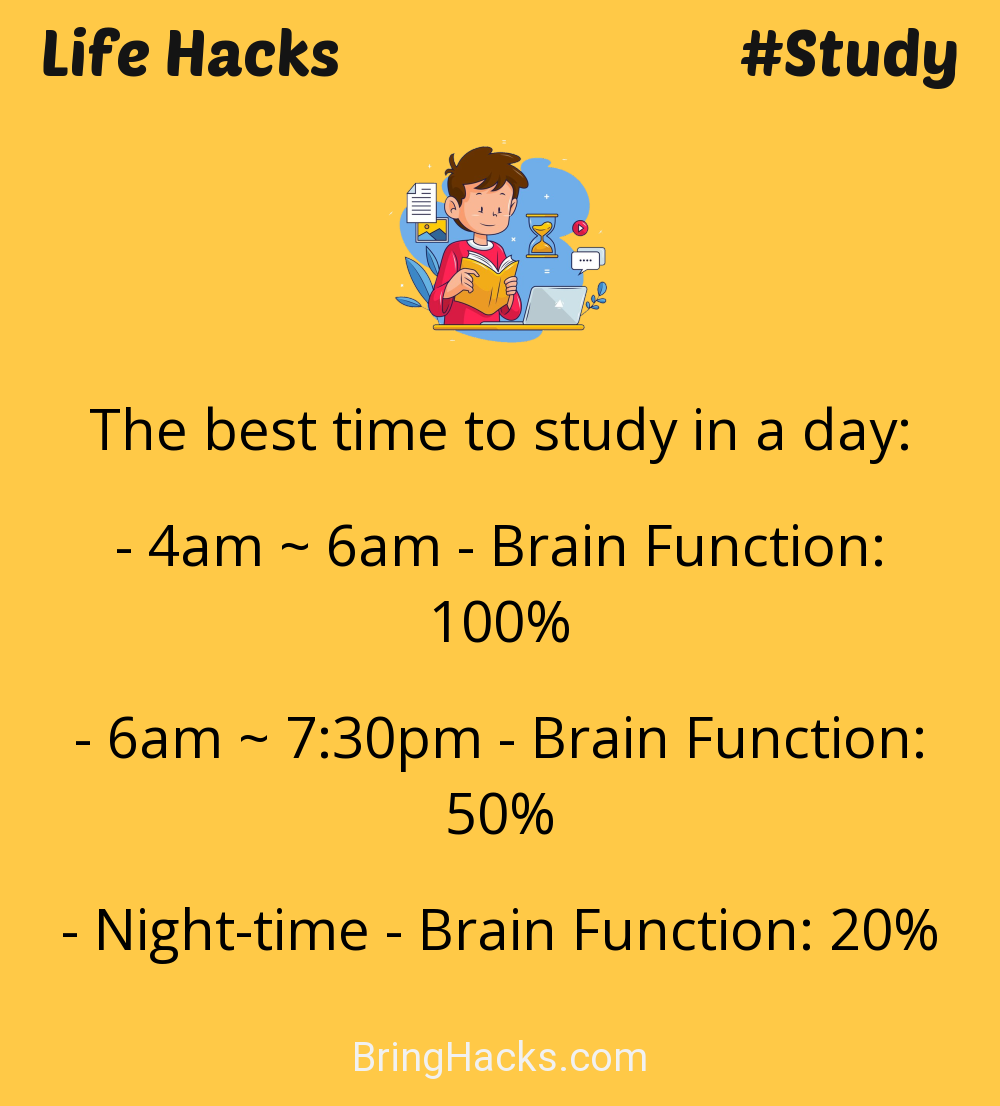 Life Hacks #Study
The best time to study in a day:
- 4am ~ 6am - Brain Function:
100%
- 6am ~ 7:30pm - Brain Function:
50%
- Night-time - Brain Function: 20%
BringHacks.com